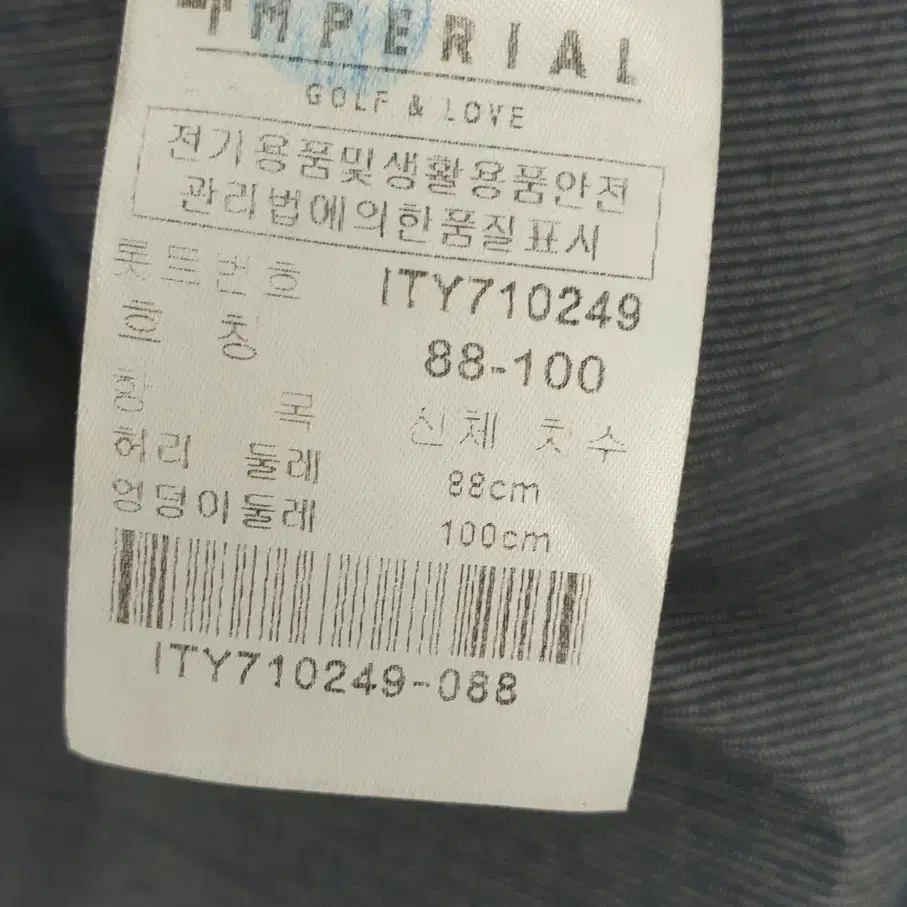 IMPERIAL
GOLF & LOVE
전기용품및생활용품안전
관리법에의한품질표시
롯트번호 ITY710249
호 칭 88-100
항 목 신체 칫수
허리 둘레 88cm
엉덩이둘레 100cm
ITY710249-088